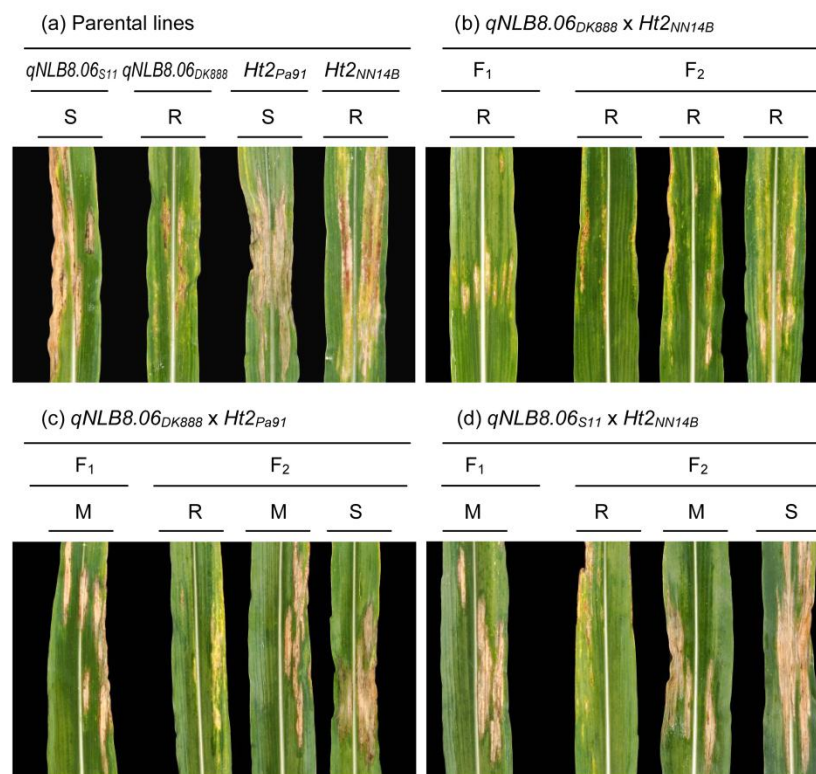 (a) Parental lines
qNLB8.06S11 qNLB8.06DK888 Ht2Pa91 Ht2NN14B
S R S R
(b) qNLB8.06DK888 x Ht2NN14B
F1 F2
R R R R
(c) qNLB8.06DK888 x Ht2Pa91
F1 F2
M R M S
(d) qNLB8.06S11 x Ht2NN14B
F1 F2
M R M S